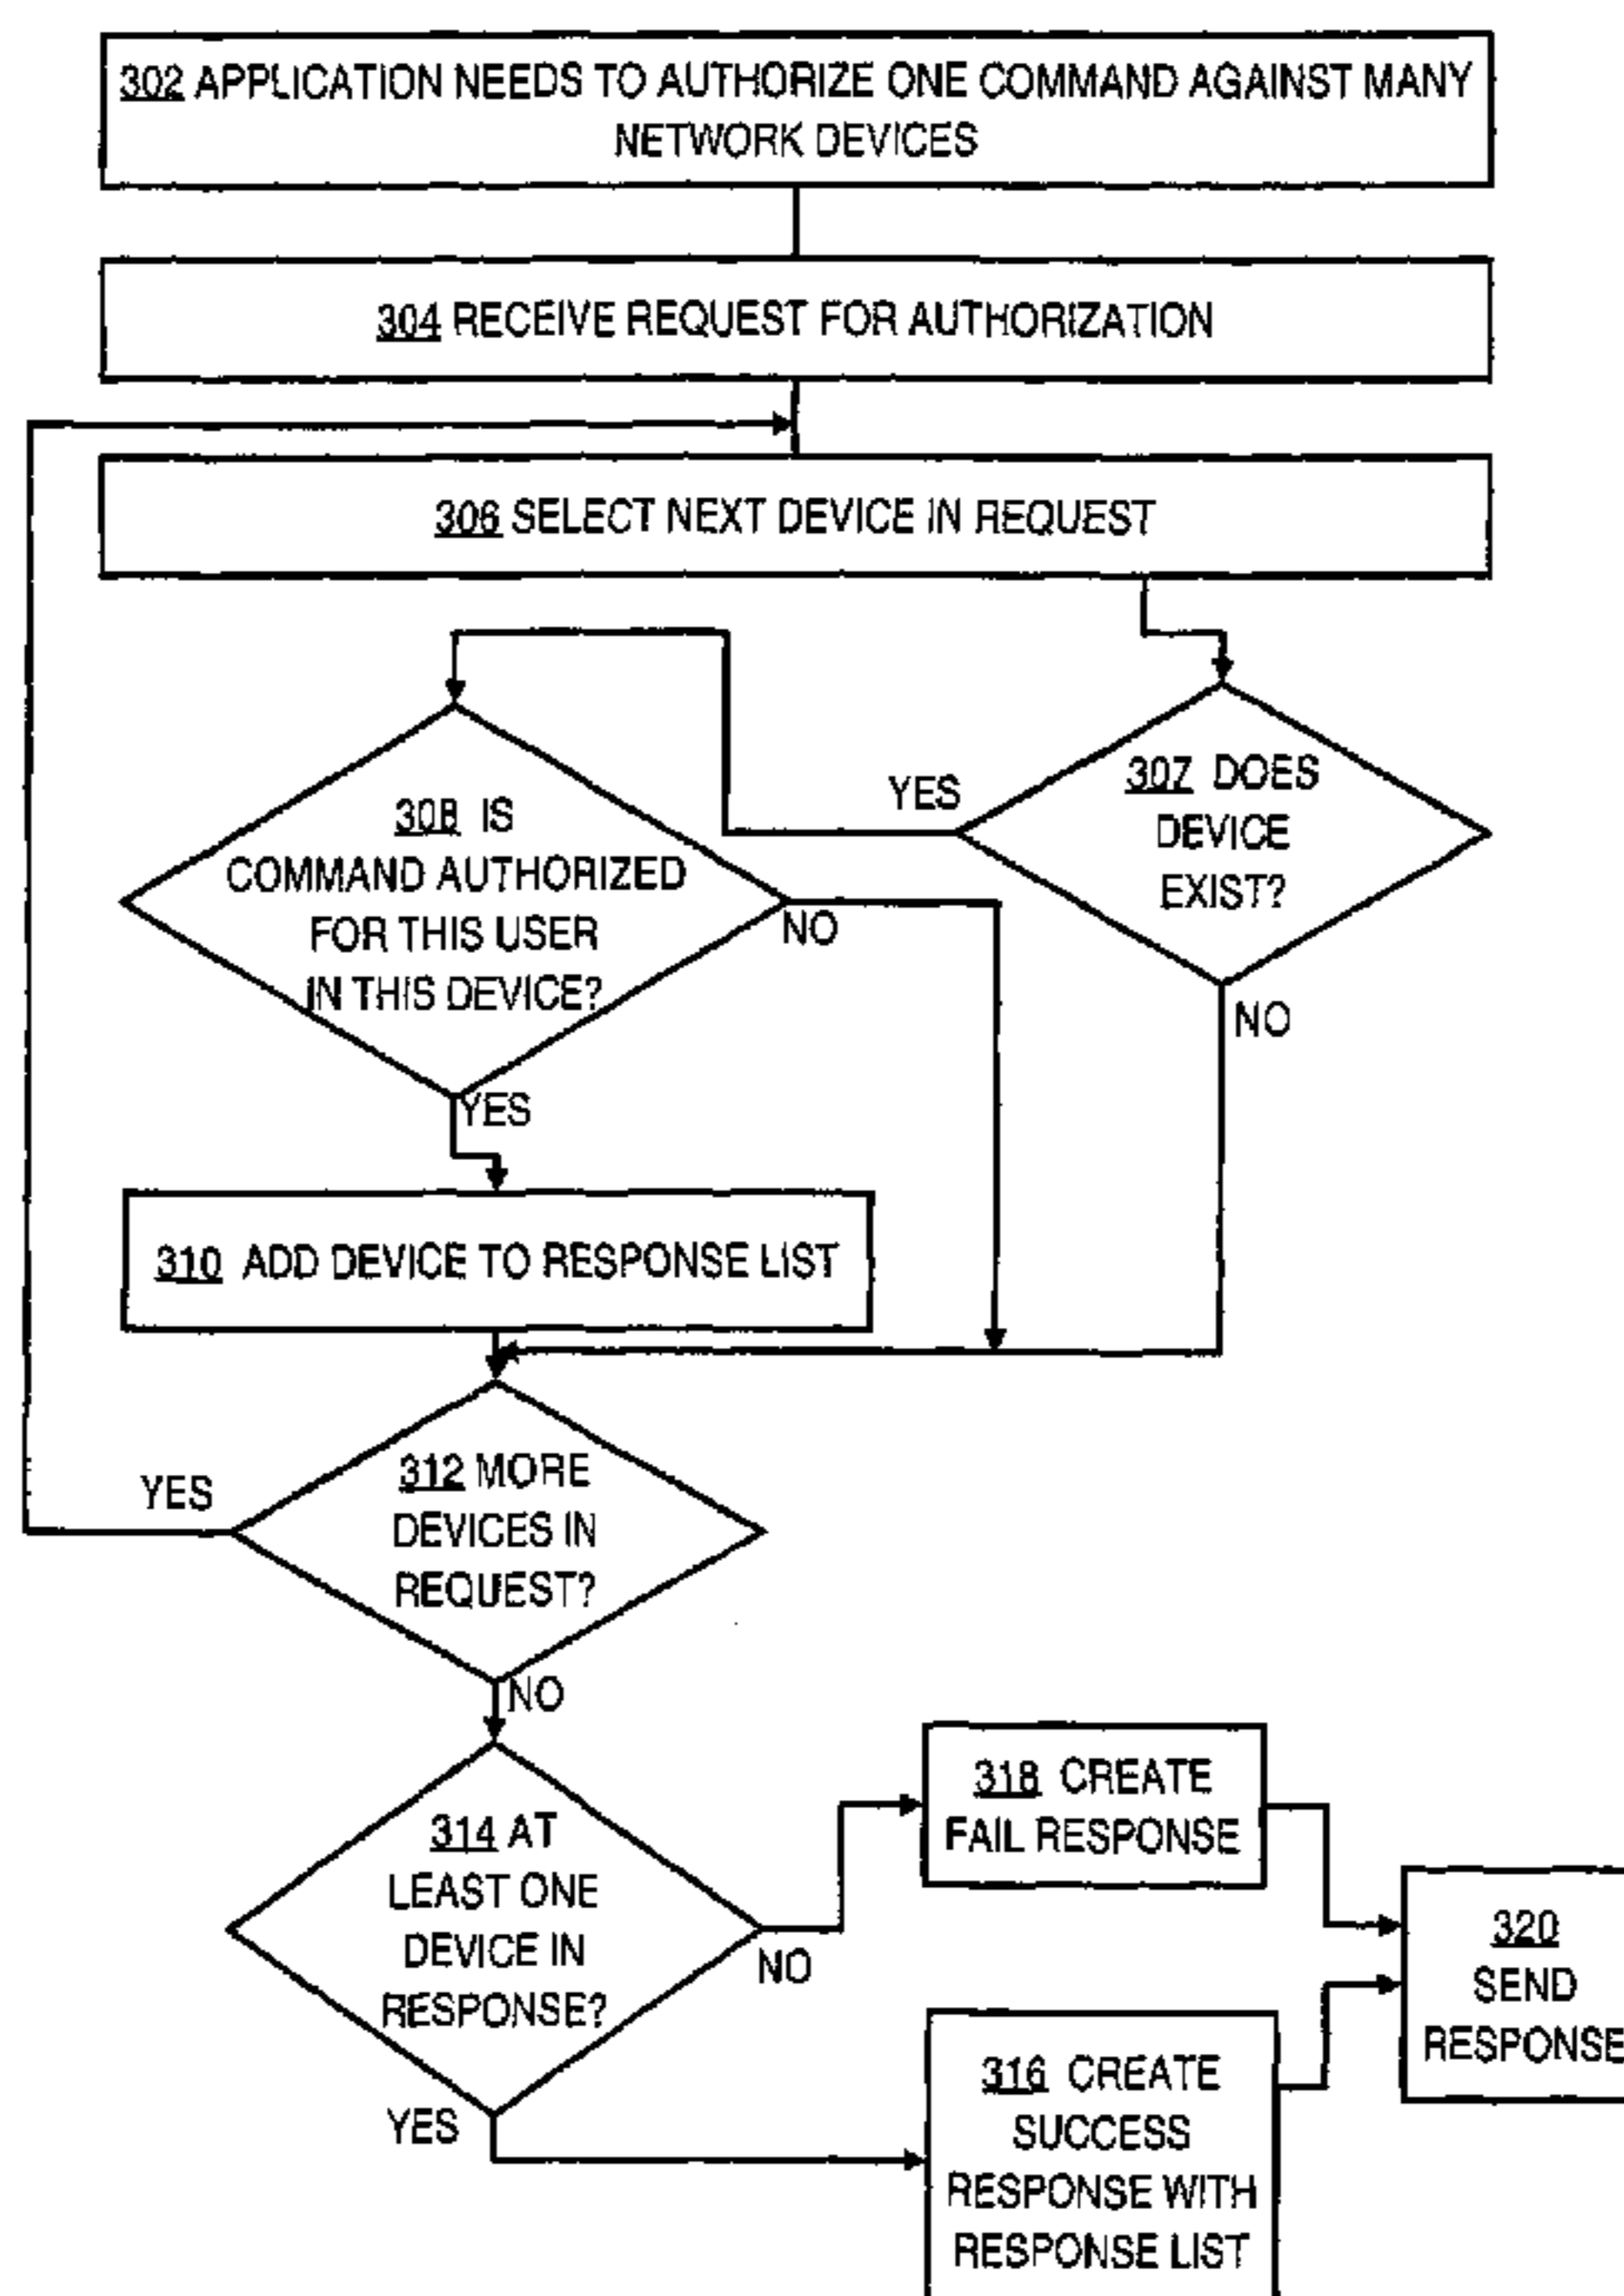 302 APPLICATION NEEDS TO AUTHORIZE ONE COMMAND AGAINST MANY
NETWORK DEVICES
304 RECEIVE REQUEST FOR AUTHORIZATION
306 SELECT NEXT DEVICE IN REQUEST
307 DOES
DEVICE
EXIST?
YES
NO
308 IS
COMMAND AUTHORIZED
FOR THIS USER
IN THIS DEVICE?
NO
YES
310 ADD DEVICE TO RESPONSE LIST
312 MORE
DEVICES IN
REQUEST?
YES
NO
314 AT
LEAST ONE
DEVICE IN
RESPONSE?
NO
YES
318 CREATE
FAIL RESPONSE
316 CREATE
SUCCESS
RESPONSE WITH
RESPONSE LIST
320
SEND
RESPONSE